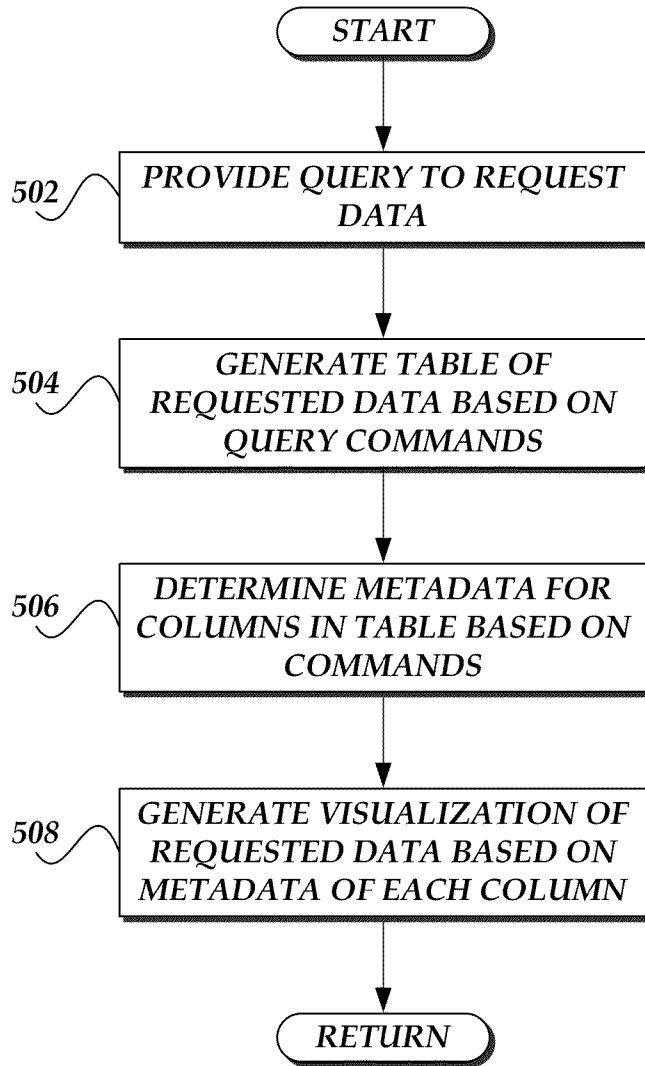 START
502
PROVIDE QUERY TO REQUEST
DATA
504
GENERATE TABLE OF
REQUESTED DATA BASED ON
QUERY COMMANDS
506
DETERMINE METADATA FOR
COLUMNS IN TABLE BASED ON
COMMANDS
508
GENERATE VISUALIZATION OF
REQUESTED DATA BASED ON
METADATA OF EACH COLUMN
RETURN